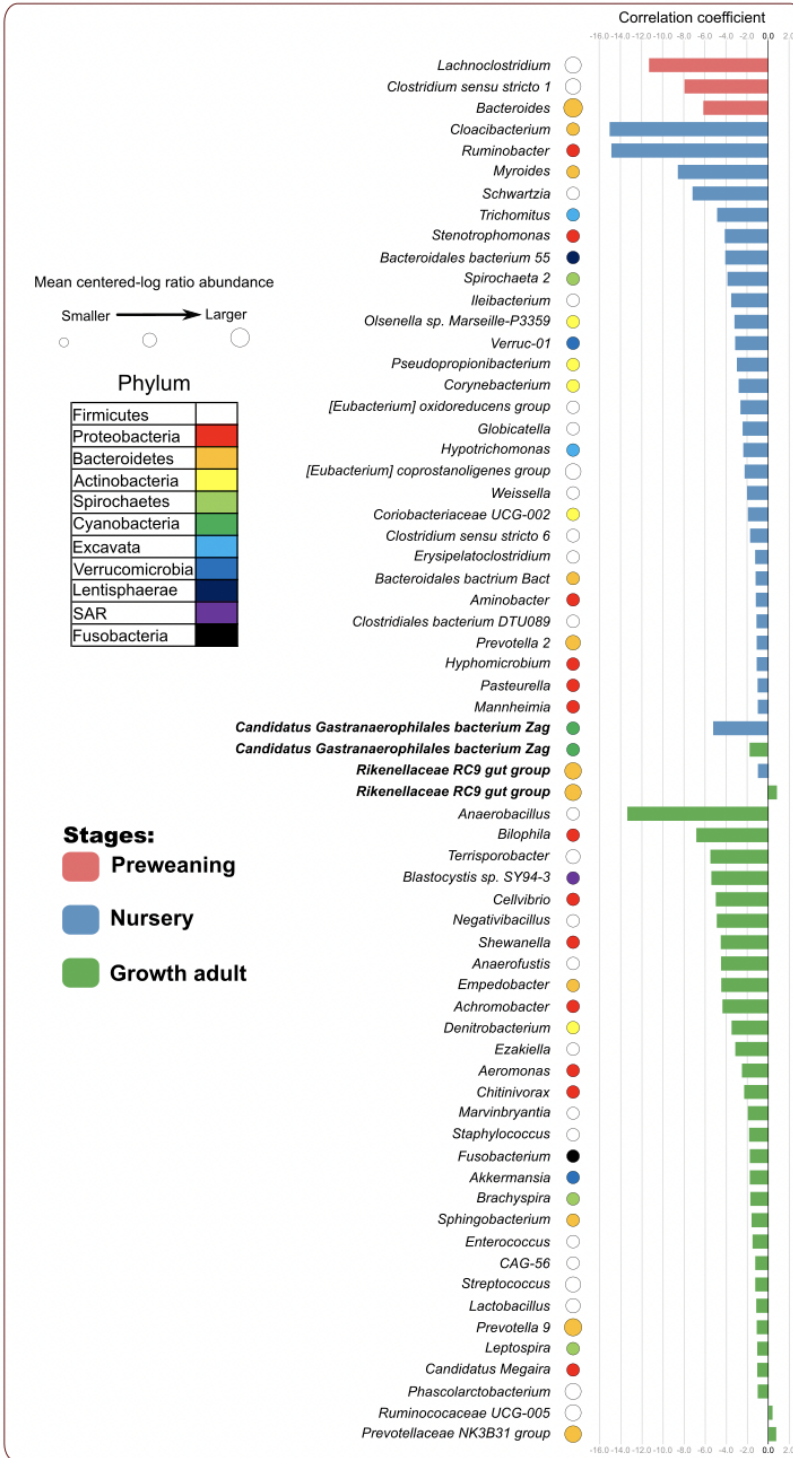 Correlation coefficient
-16.0 -14.0 -12.0 -10.0 -8.0 -6.0 -4.0 -2.0 0.0 2.0
Lachnoclostridium
Clostridium sensu stricto 1
Bacteroides
Cloacibacterium
Ruminobacter
Myroides
Schwartzia
Trichomitus
Stenotrophomonas
Bacteroidales bacterium 55
Spirochaeta 2
Ileibacterium
Olsenella sp. Marseille-P3359
Verruc-01
Pseudopropionibacterium
Corynebacterium
[Eubacterium] oxidoreducens group
Globicatella
Hypotrichomonas
[Eubacterium] coprostanoligenes group
Weissella
Coriobacteriaceae UCG-002
Clostridium sensu stricto 6
Erysipelatoclostridium
Bacteroidales bactrium Bact
Aminobacter
Clostridiales bacterium DTU089
Prevotella 2
Hyphomicrobium
Pasteurella
Mannheimia
Candidatus Gastranaerophilales bacterium Zag
Candidatus Gastranaerophilales bacterium Zag
Rikenellaceae RC9 gut group
Rikenellaceae RC9 gut group
Anaerobacillus
Bilophila
Terrisporobacter
Blastocystis sp. SY94-3
Cellvibrio
Negativibacillus
Shewanella
Anaerofustis
Empedobacter
Achromobacter
Denitrobacterium
Ezakiella
Aeromonas
Chitinivorax
Marvinbryantia
Staphylococcus
Fusobacterium
Akkermansia
Brachyspira
Sphingobacterium
Enterococcus
CAG-56
Streptococcus
Lactobacillus
Prevotella 9
Leptospira
Candidatus Megaira
Phascolarctobacterium
Ruminococaceae UCG-005
Prevotellaceae NK3B31 group
-16.0 -14.0 -12.0 -10.0 -8.0 -6.0 -4.0 -2.0 0.0 2.0
Mean centered-log ratio abundance
Smaller Larger
Phylum
Firmicutes
Proteobacteria
Bacteroidetes
Actinobacteria
Spirochaetes
Cyanobacteria
Excavata
Verrucomicrobia
Lentisphaerae
SAR
Fusobacteria
Stages:
Preweaning
Nursery
Growth adult